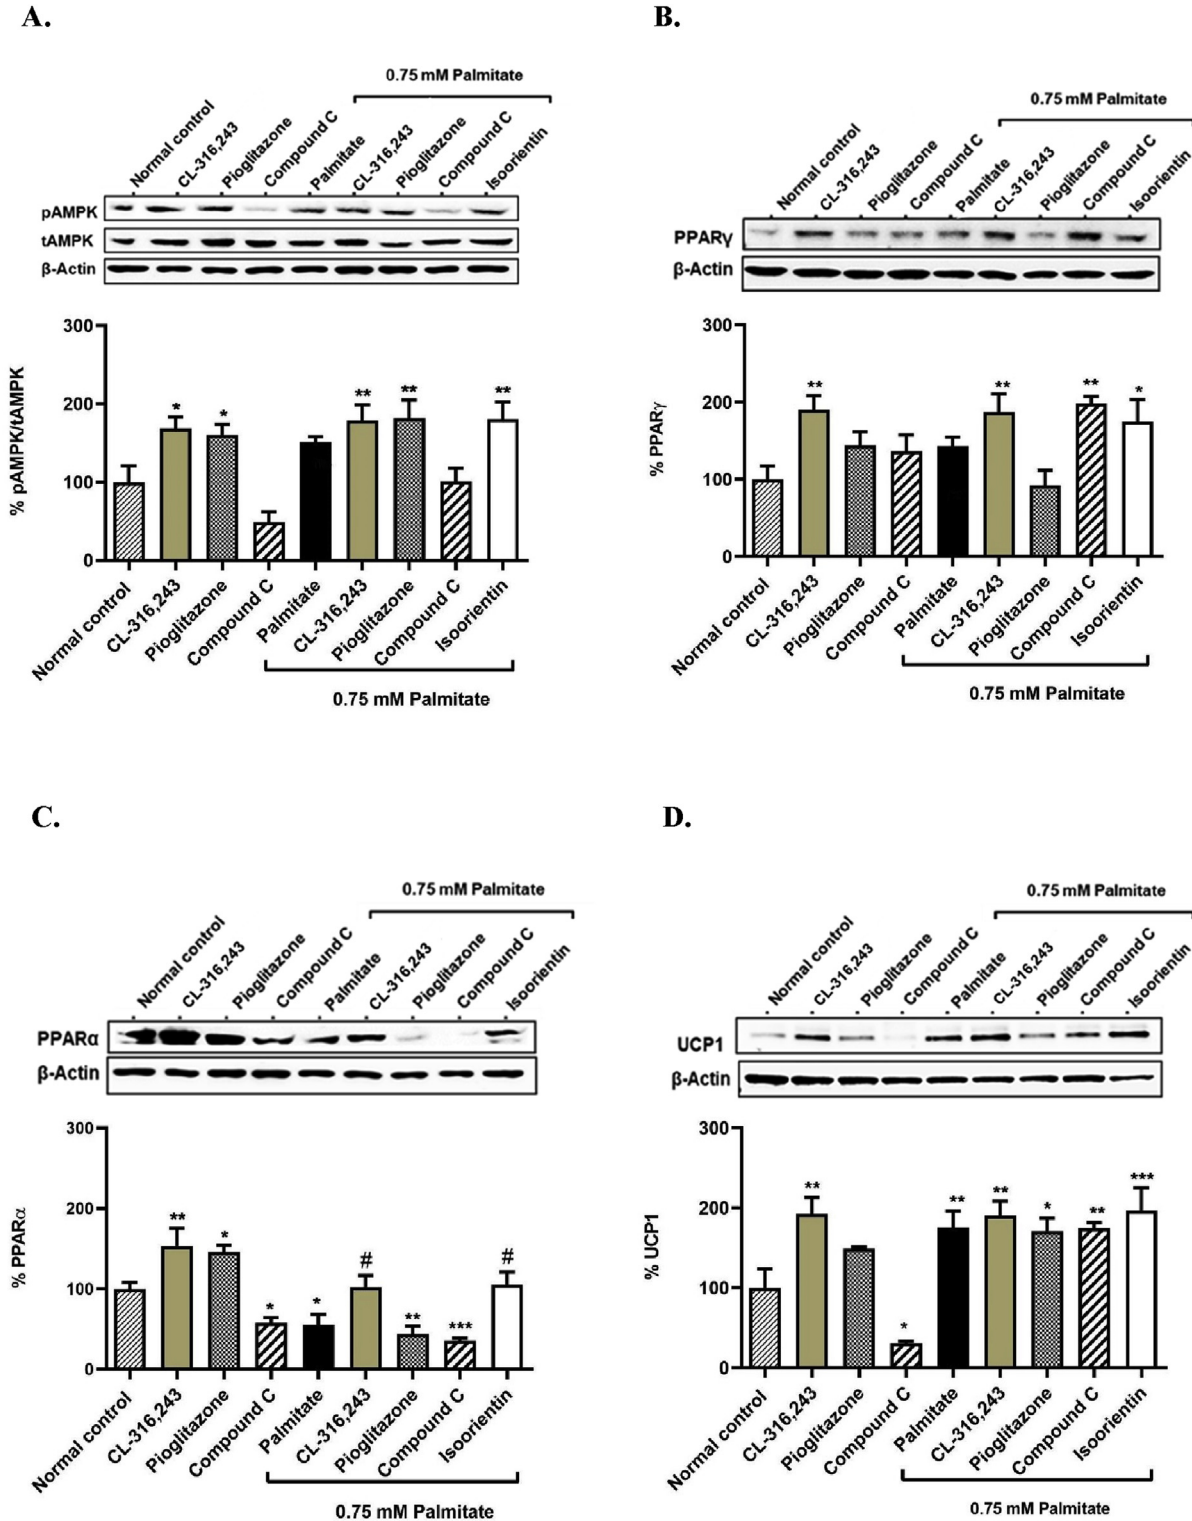 A.
0.75 mM Palmitate
Normal control
CL-316,243
Pioglitazone
Compound C
Palmitate
CL-316,243
Pioglitazone
Compound C
Isoorientin
pAMPK
tAMPK
β-Actin
300
200
100
0
% pAMPK/tAMPK
* * ** ** **
Normal control
CL-316,243
Pioglitazone
Compound C
Palmitate
CL-316,243
Pioglitazone
Compound C
Isoorientin
0.75 mM Palmitate
B.
0.75 mM Palmitate
Normal control
CL-316,243
Pioglitazone
Compound C
Palmitate
CL-316,243
Pioglitazone
Compound C
Isoorientin
PPARγ
β-Actin
300
200
100
0
% PPARγ
** ** ** *
Normal control
CL-316,243
Pioglitazone
Compound C
Palmitate
CL-316,243
Pioglitazone
Compound C
Isoorientin
0.75 mM Palmitate
C.
0.75 mM Palmitate
Normal control
CL-316,243
Pioglitazone
Compound C
Palmitate
CL-316,243
Pioglitazone
Compound C
Isoorientin
PPARα
β-Actin
300
200
100
0
% PPARα
** * * * # ** *** #
Normal control
CL-316,243
Pioglitazone
Compound C
Palmitate
CL-316,243
Pioglitazone
Compound C
Isoorientin
0.75 mM Palmitate
D.
0.75 mM Palmitate
Normal control
CL-316,243
Pioglitazone
Compound C
Palmitate
CL-316,243
Pioglitazone
Compound C
Isoorientin
UCP1
β-Actin
300
200
100
0
% UCP1
** * ** ** * ** ***
Normal control
CL-316,243
Pioglitazone
Compound C
Palmitate
CL-316,243
Pioglitazone
Compound C
Isoorientin
0.75 mM Palmitate